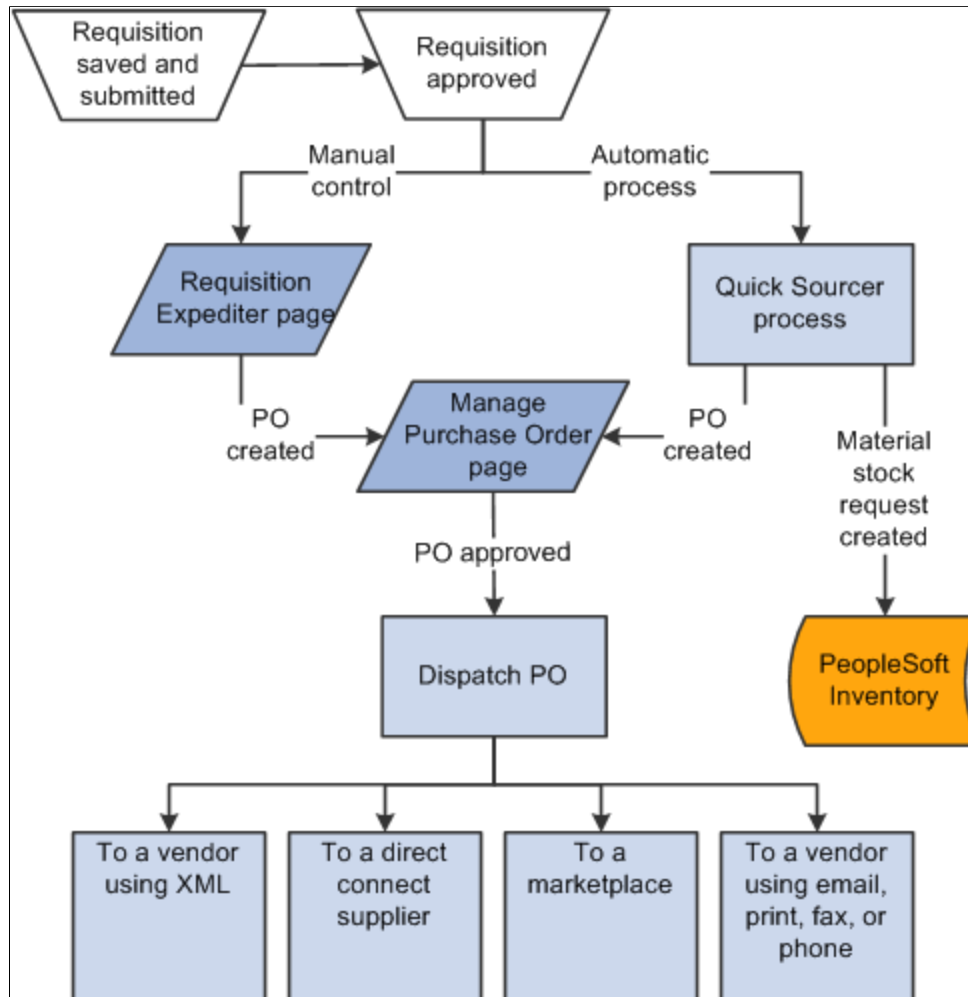 Requisition
saved and
submitted
Requisition
approved
Manual
control
Automatic
process
Requisition
Expediter page
Quick Sourcer
process
PO
created
Manage
Purchase Order
page
PO
created
Material
stock
request
created
PO approved
Dispatch PO
PeopleSoft
Inventory
To a vendor
using XML
To a direct
connect
supplier
To a
marketplace
To a vendor
using email,
print, fax, or
phone